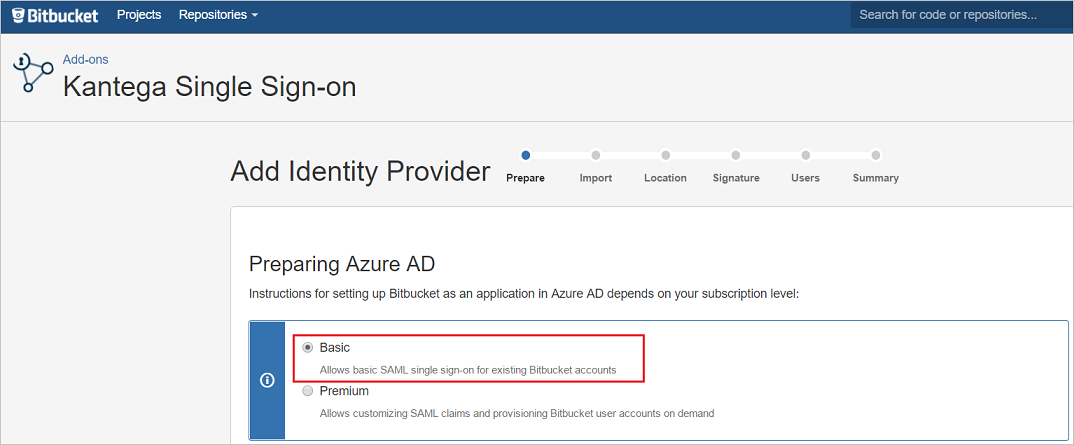 Bitbucket Projects Repositories Search for code or repositories...
Add-ons
Kantega Single Sign-on
Add Identity Provider
Prepare Import Location Signature Users Summary
Preparing Azure AD
Instructions for setting up Bitbucket as an application in Azure AD depends on your subscription level:
Basic
Allows basic SAML single sign-on for existing Bitbucket accounts
Premium
Allows customizing SAML claims and provisioning Bitbucket user accounts on demand